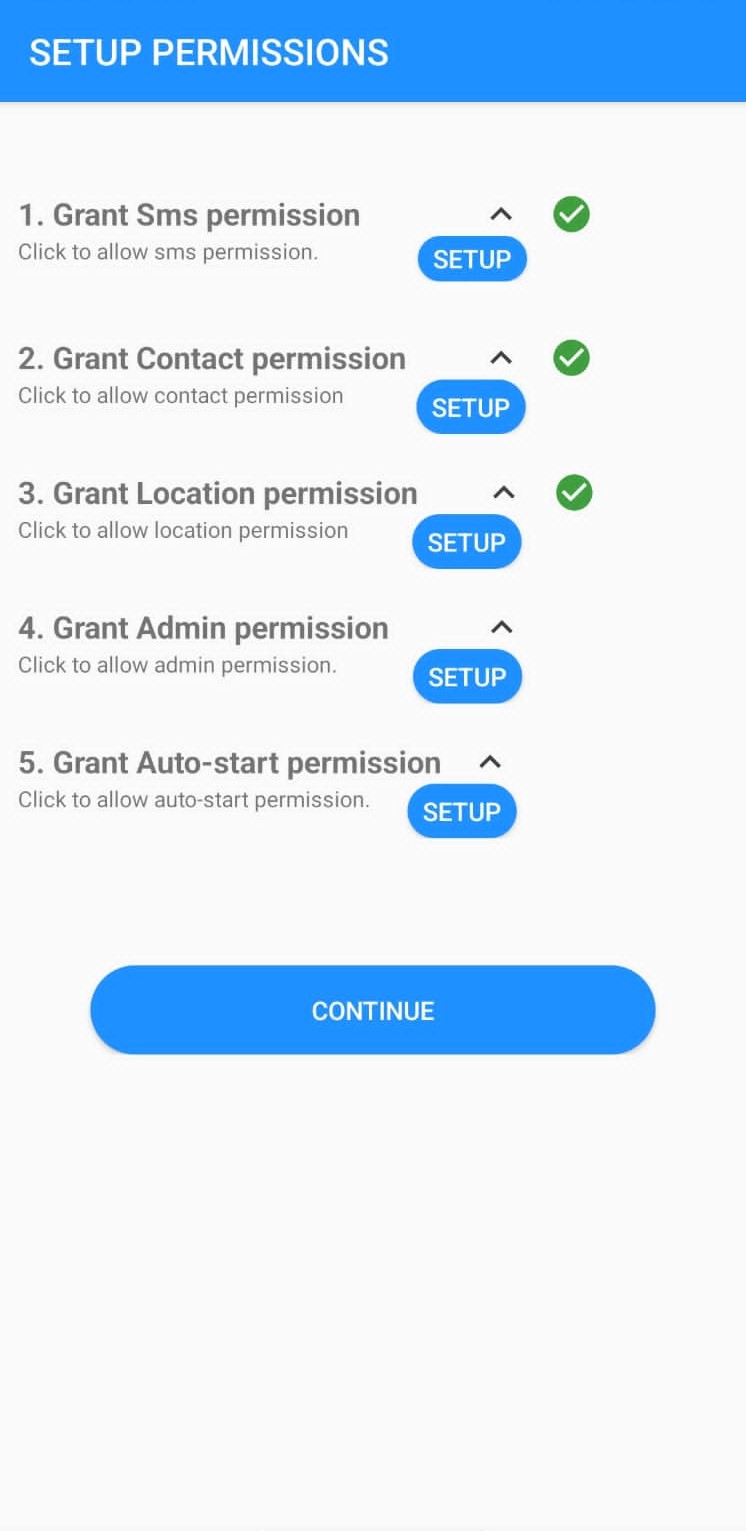 SETUP PERMISSIONS
1. Grant Sms permission
Click to allow sms permission.
SETUP
2. Grant Contact permission
Click to allow contact permission
SETUP
3. Grant Location permission
Click to allow location permission
SETUP
4. Grant Admin permission
Click to allow admin permission.
SETUP
5. Grant Auto-start permission
Click to allow auto-start permission.
SETUP
CONTINUE